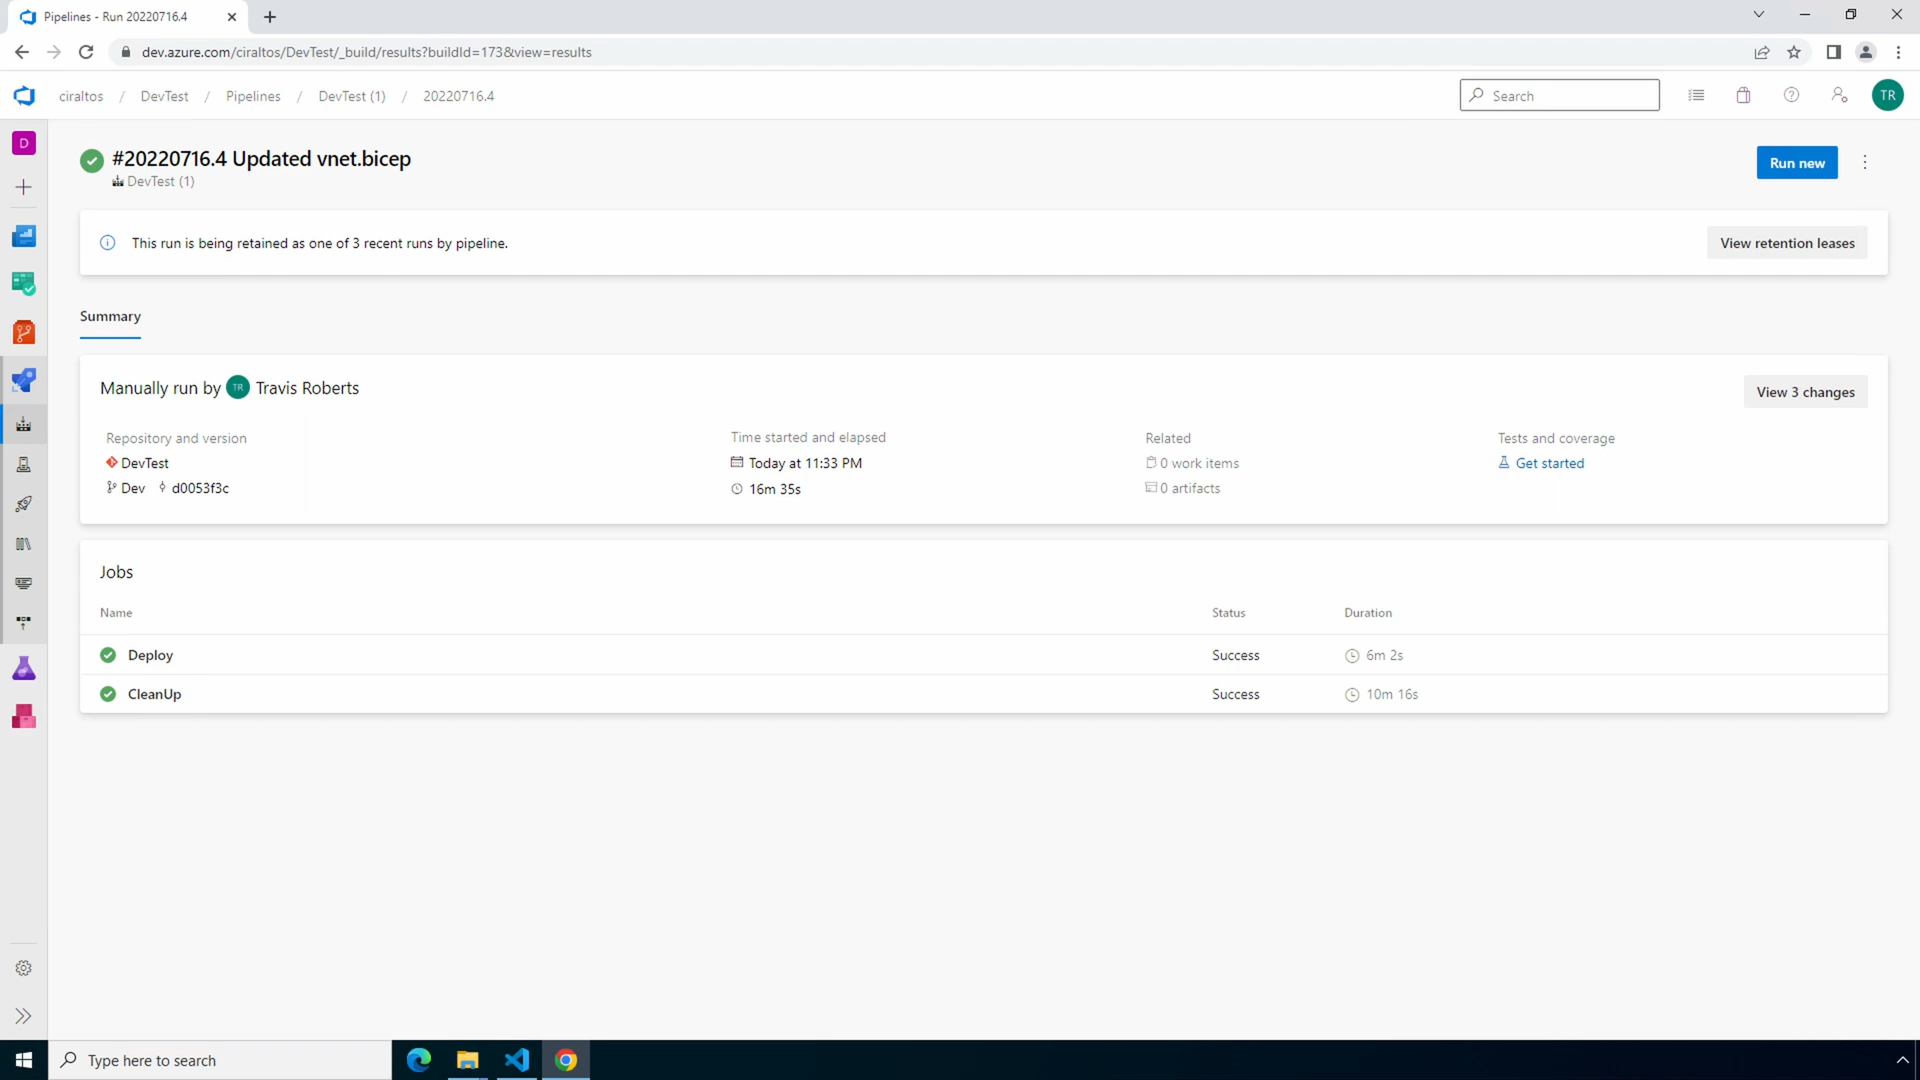 Pipelines - Run 20220716.4
dev.azure.com/ciraltos/DevTest/_build/results?buildId=173&view=results
ciraltos / DevTest / Pipelines / DevTest (1) / 20220716.4
Search
TR
D
#20220716.4 Updated vnet.bicep
DevTest (1)
Run new
This run is being retained as one of 3 recent runs by pipeline.
View retention leases
Summary
Manually run by TR Travis Roberts
View 3 changes
Repository and version
DevTest
Dev d0053f3c
Time started and elapsed
Today at 11:33 PM
16m 35s
Related
0 work items
0 artifacts
Tests and coverage
Get started
Jobs
Name Status Duration
Deploy Success 6m 2s
CleanUp Success 10m 16s
Type here to search